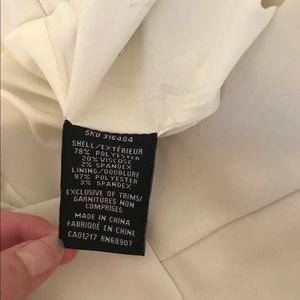 SKU 316404
SHELL/EXTÉRIEUR
78% POLYESTER
20% VISCOSE
2% SPANDEX
LINING/DOUBLURE
97% POLYESTER
3% SPANDEX
EXCLUSIVE OF TRIMS/
GARNITURES NON
COMPRISES
MADE IN CHINA
FABRIQUÉ EN CHINE
CA01217 RN68907